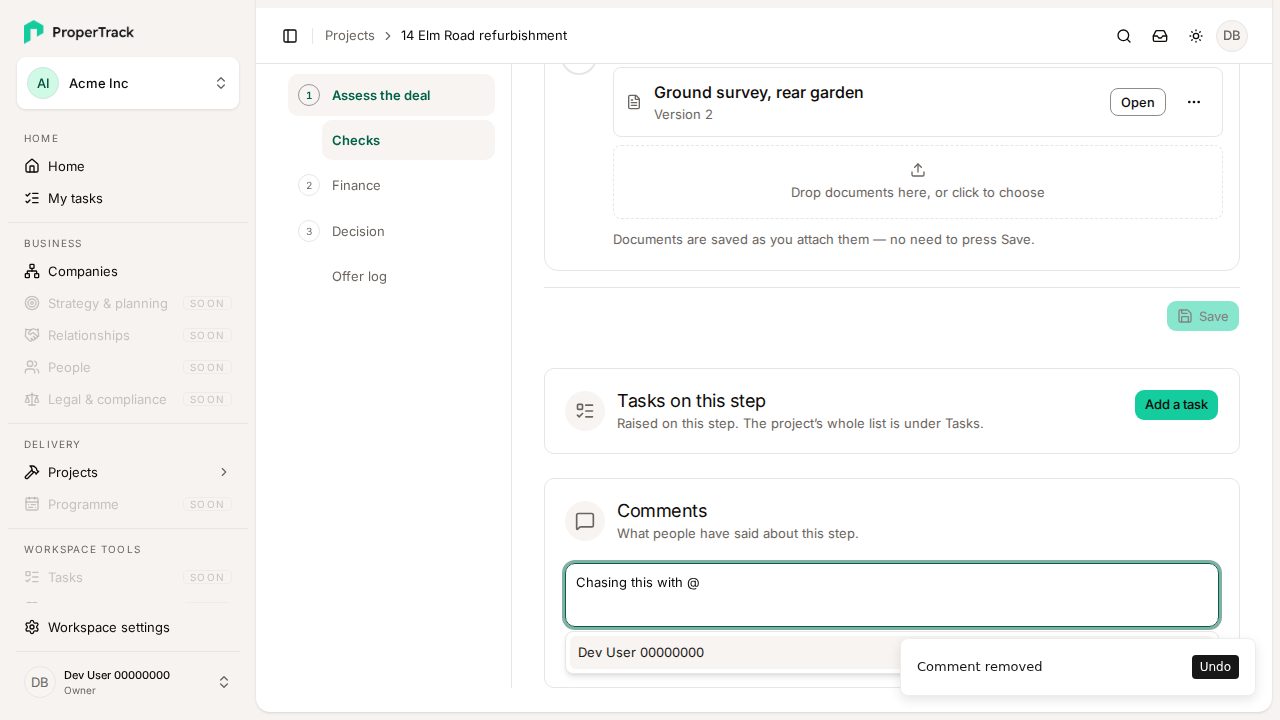 ProperTrack
AI
Acme Inc
HOME
Home
My tasks
BUSINESS
Companies
Strategy & planning SOON
Relationships SOON
People SOON
Legal & compliance SOON
DELIVERY
Projects
Programme SOON
WORKSPACE TOOLS
Tasks SOON
Workspace settings
DB
Dev User 00000000
Owner
Projects > 14 Elm Road refurbishment
DB
1 Assess the deal
Checks
2 Finance
3 Decision
Offer log
Ground survey, rear garden
Version 2
Open
Drop documents here, or click to choose
Documents are saved as you attach them — no need to press Save.
Save
Tasks on this step
Raised on this step. The project’s whole list is under Tasks.
Add a task
Comments
What people have said about this step.
Chasing this with @
Dev User 00000000
Comment removed
Undo